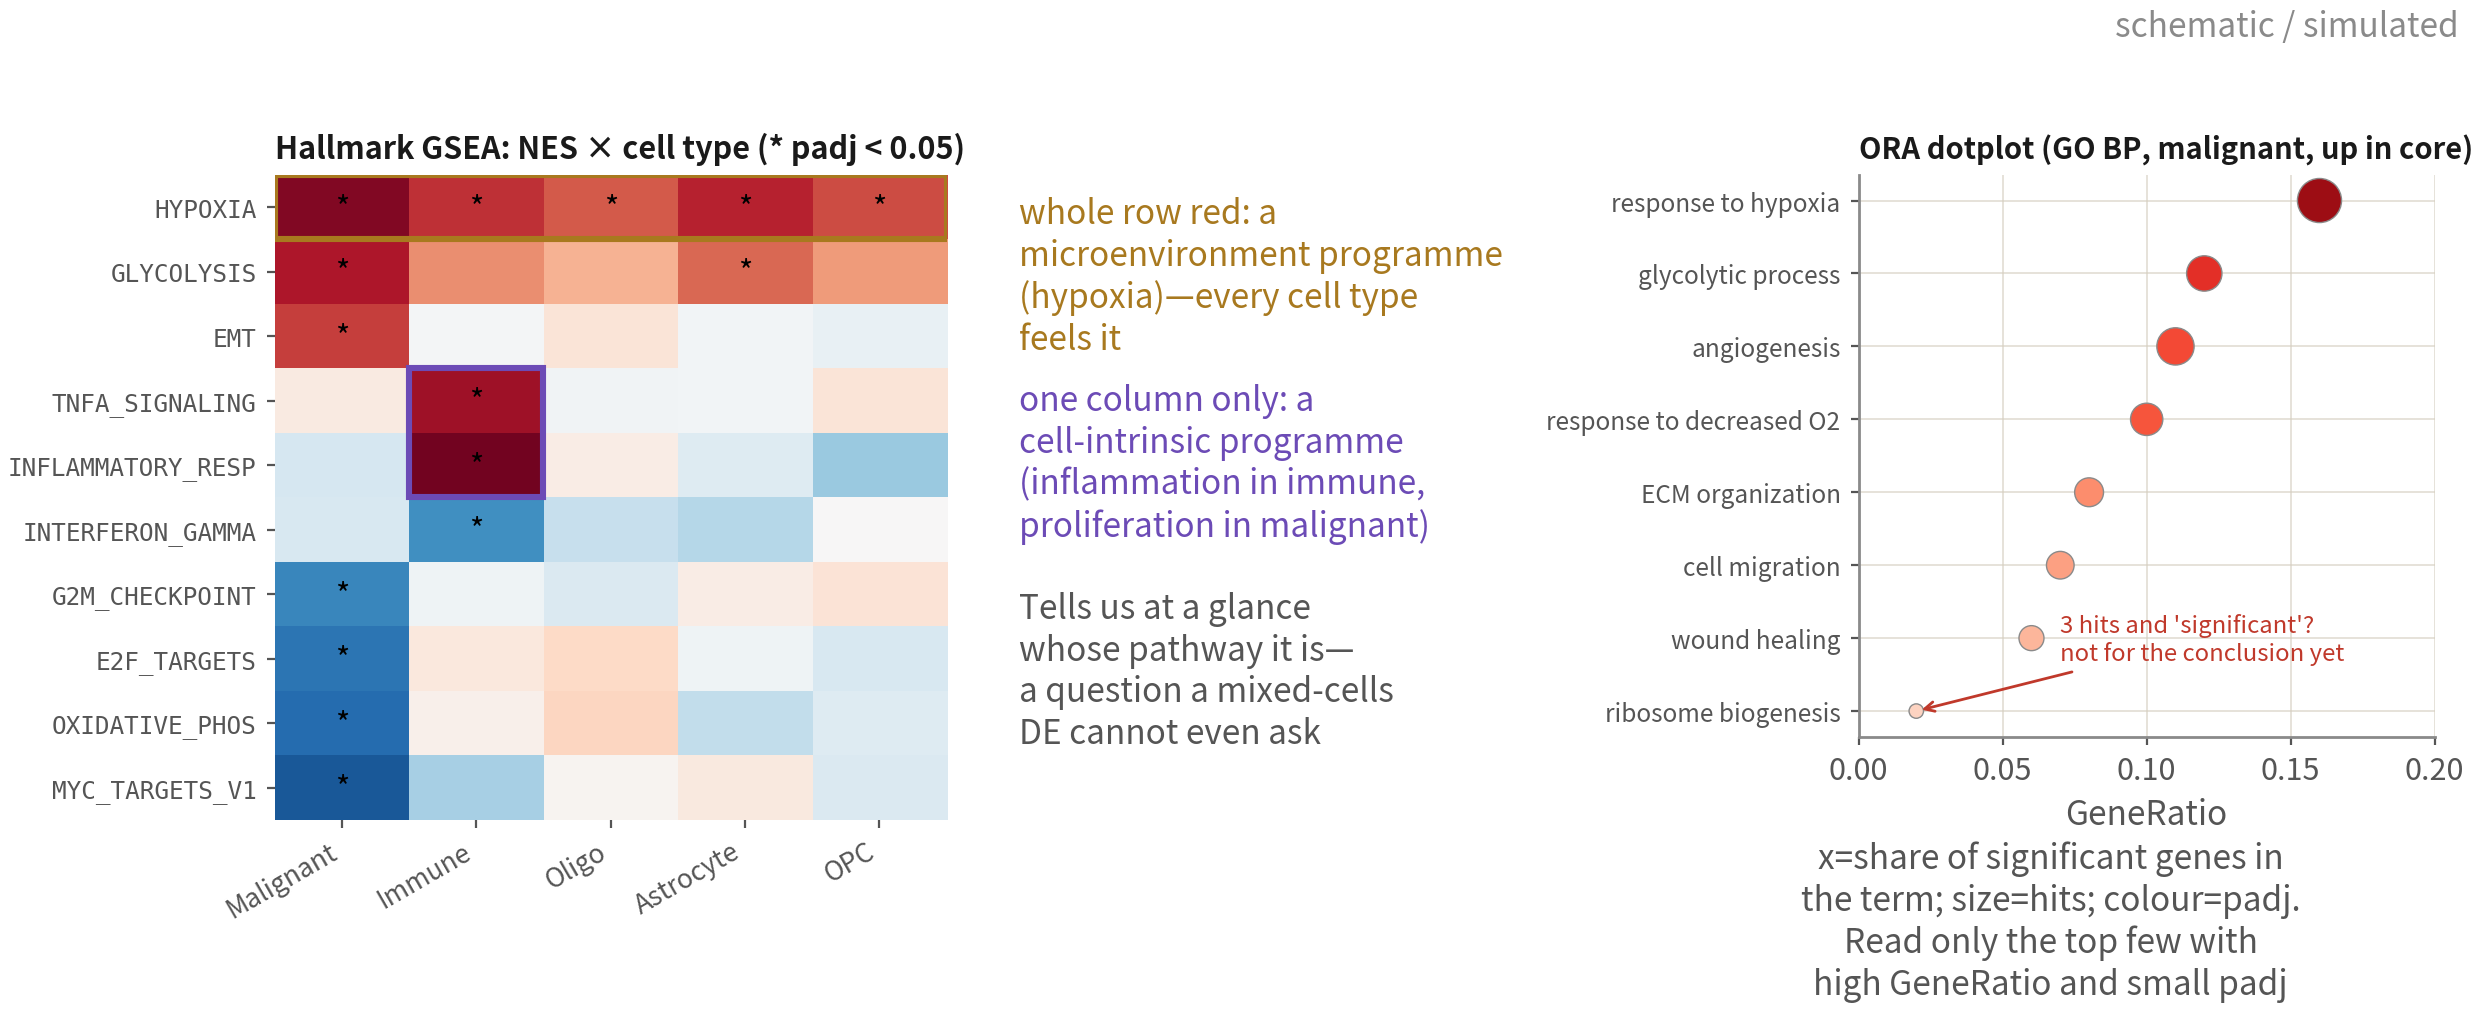 schematic / simulated
Hallmark GSEA: NES × cell type (* padj < 0.05)
HYPOXIA
GLYCOLYSIS
EMT
TNFA_SIGNALING
INFLAMMATORY_RESP
INTERFERON_GAMMA
G2M_CHECKPOINT
E2F_TARGETS
OXIDATIVE_PHOS
MYC_TARGETS_V1
* * * * *
* *
*
*
*
*
*
*
*
*
Malignant
Immune
Oligo
Astrocyte
OPC
whole row red: a
microenvironment programme
(hypoxia)—every cell type
feels it
one column only: a
cell-intrinsic programme
(inflammation in immune,
proliferation in malignant)
Tells us at a glance
whose pathway it is—
a question a mixed-cells
DE cannot even ask
ORA dotplot (GO BP, malignant, up in core)
response to hypoxia
glycolytic process
angiogenesis
response to decreased O2
ECM organization
cell migration
wound healing
ribosome biogenesis
3 hits and 'significant'?
not for the conclusion yet
0.00 0.05 0.10 0.15 0.20
GeneRatio
x=share of significant genes in
the term; size=hits; colour=padj.
Read only the top few with
high GeneRatio and small padj